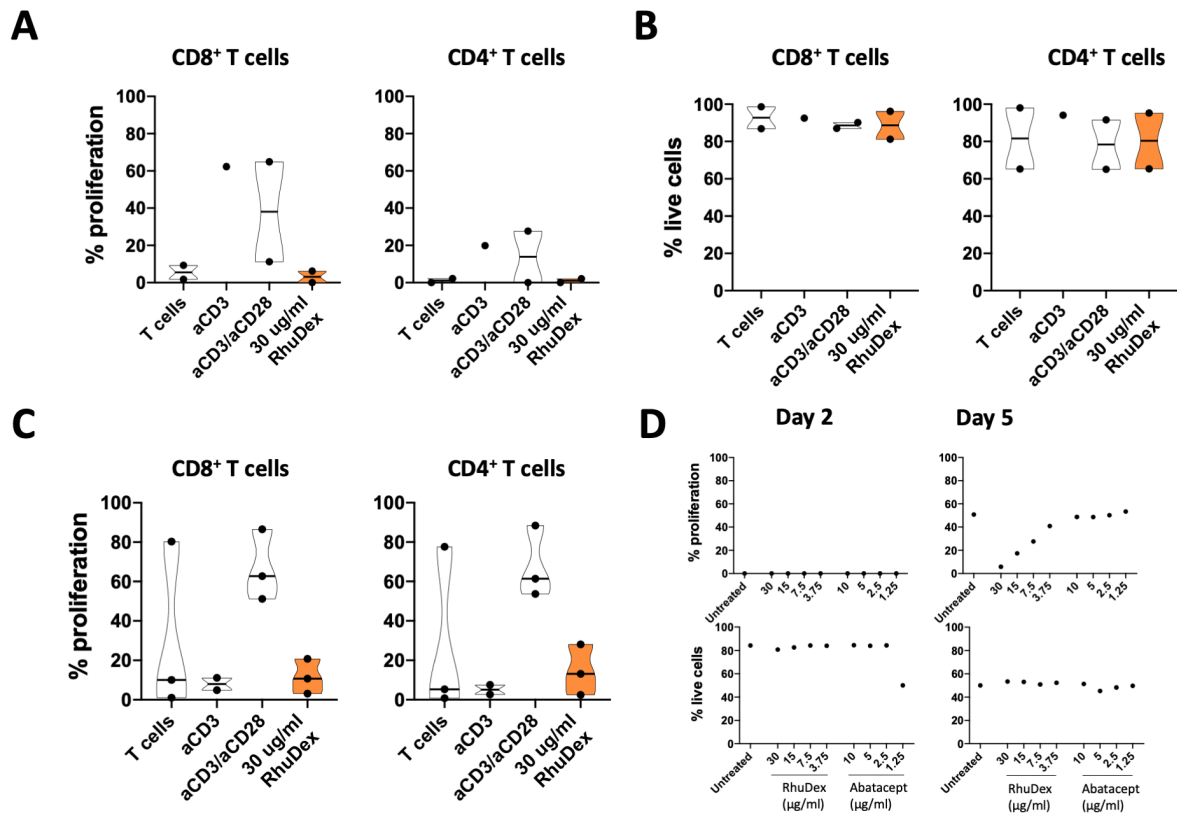 A
CD8⁺ T cells
CD4⁺ T cells
% proliferation
100
80
60
40
20
0
T cells
aCD3
aCD3/aCD28
30 ug/ml
RhuDex
100
80
60
40
20
0
T cells
aCD3
aCD3/aCD28
30 ug/ml
RhuDex
B
CD8⁺ T cells
CD4⁺ T cells
% live cells
100
80
60
40
20
0
T cells
aCD3
aCD3/aCD28
30 ug/ml
RhuDex
100
80
60
40
20
0
T cells
aCD3
aCD3/aCD28
30 ug/ml
RhuDex
C
CD8⁺ T cells
CD4⁺ T cells
% proliferation
100
80
60
40
20
0
T cells
aCD3
aCD3/aCD28
30 ug/ml
RhuDex
100
80
60
40
20
0
T cells
aCD3
aCD3/aCD28
30 ug/ml
RhuDex
D
Day 2
Day 5
% proliferation
100
80
60
40
20
0
Untreated
30
15
7.5
3.75
10
5
2.5
1.25
100
80
60
40
20
0
Untreated
30
15
7.5
3.75
10
5
2.5
1.25
% live cells
100
80
60
40
20
0
Untreated
30
15
7.5
3.75
10
5
2.5
1.25
RhuDex
(μg/ml)
Abatacept
(μg/ml)
100
80
60
40
20
0
Untreated
30
15
7.5
3.75
10
5
2.5
1.25
RhuDex
(μg/ml)
Abatacept
(μg/ml)